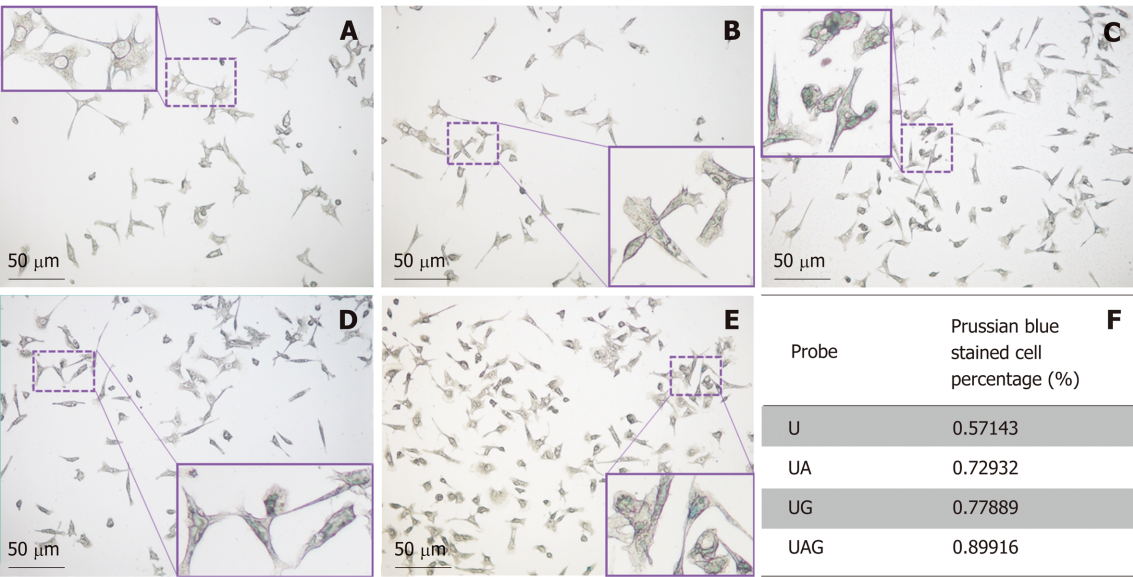 A
50 μm
B
50 μm
C
50 μm
D
50 μm
E
50 μm
F
Probe
Prussian blue
stained cell
percentage (%)
U 0.57143
UA 0.72932
UG 0.77889
UAG 0.89916